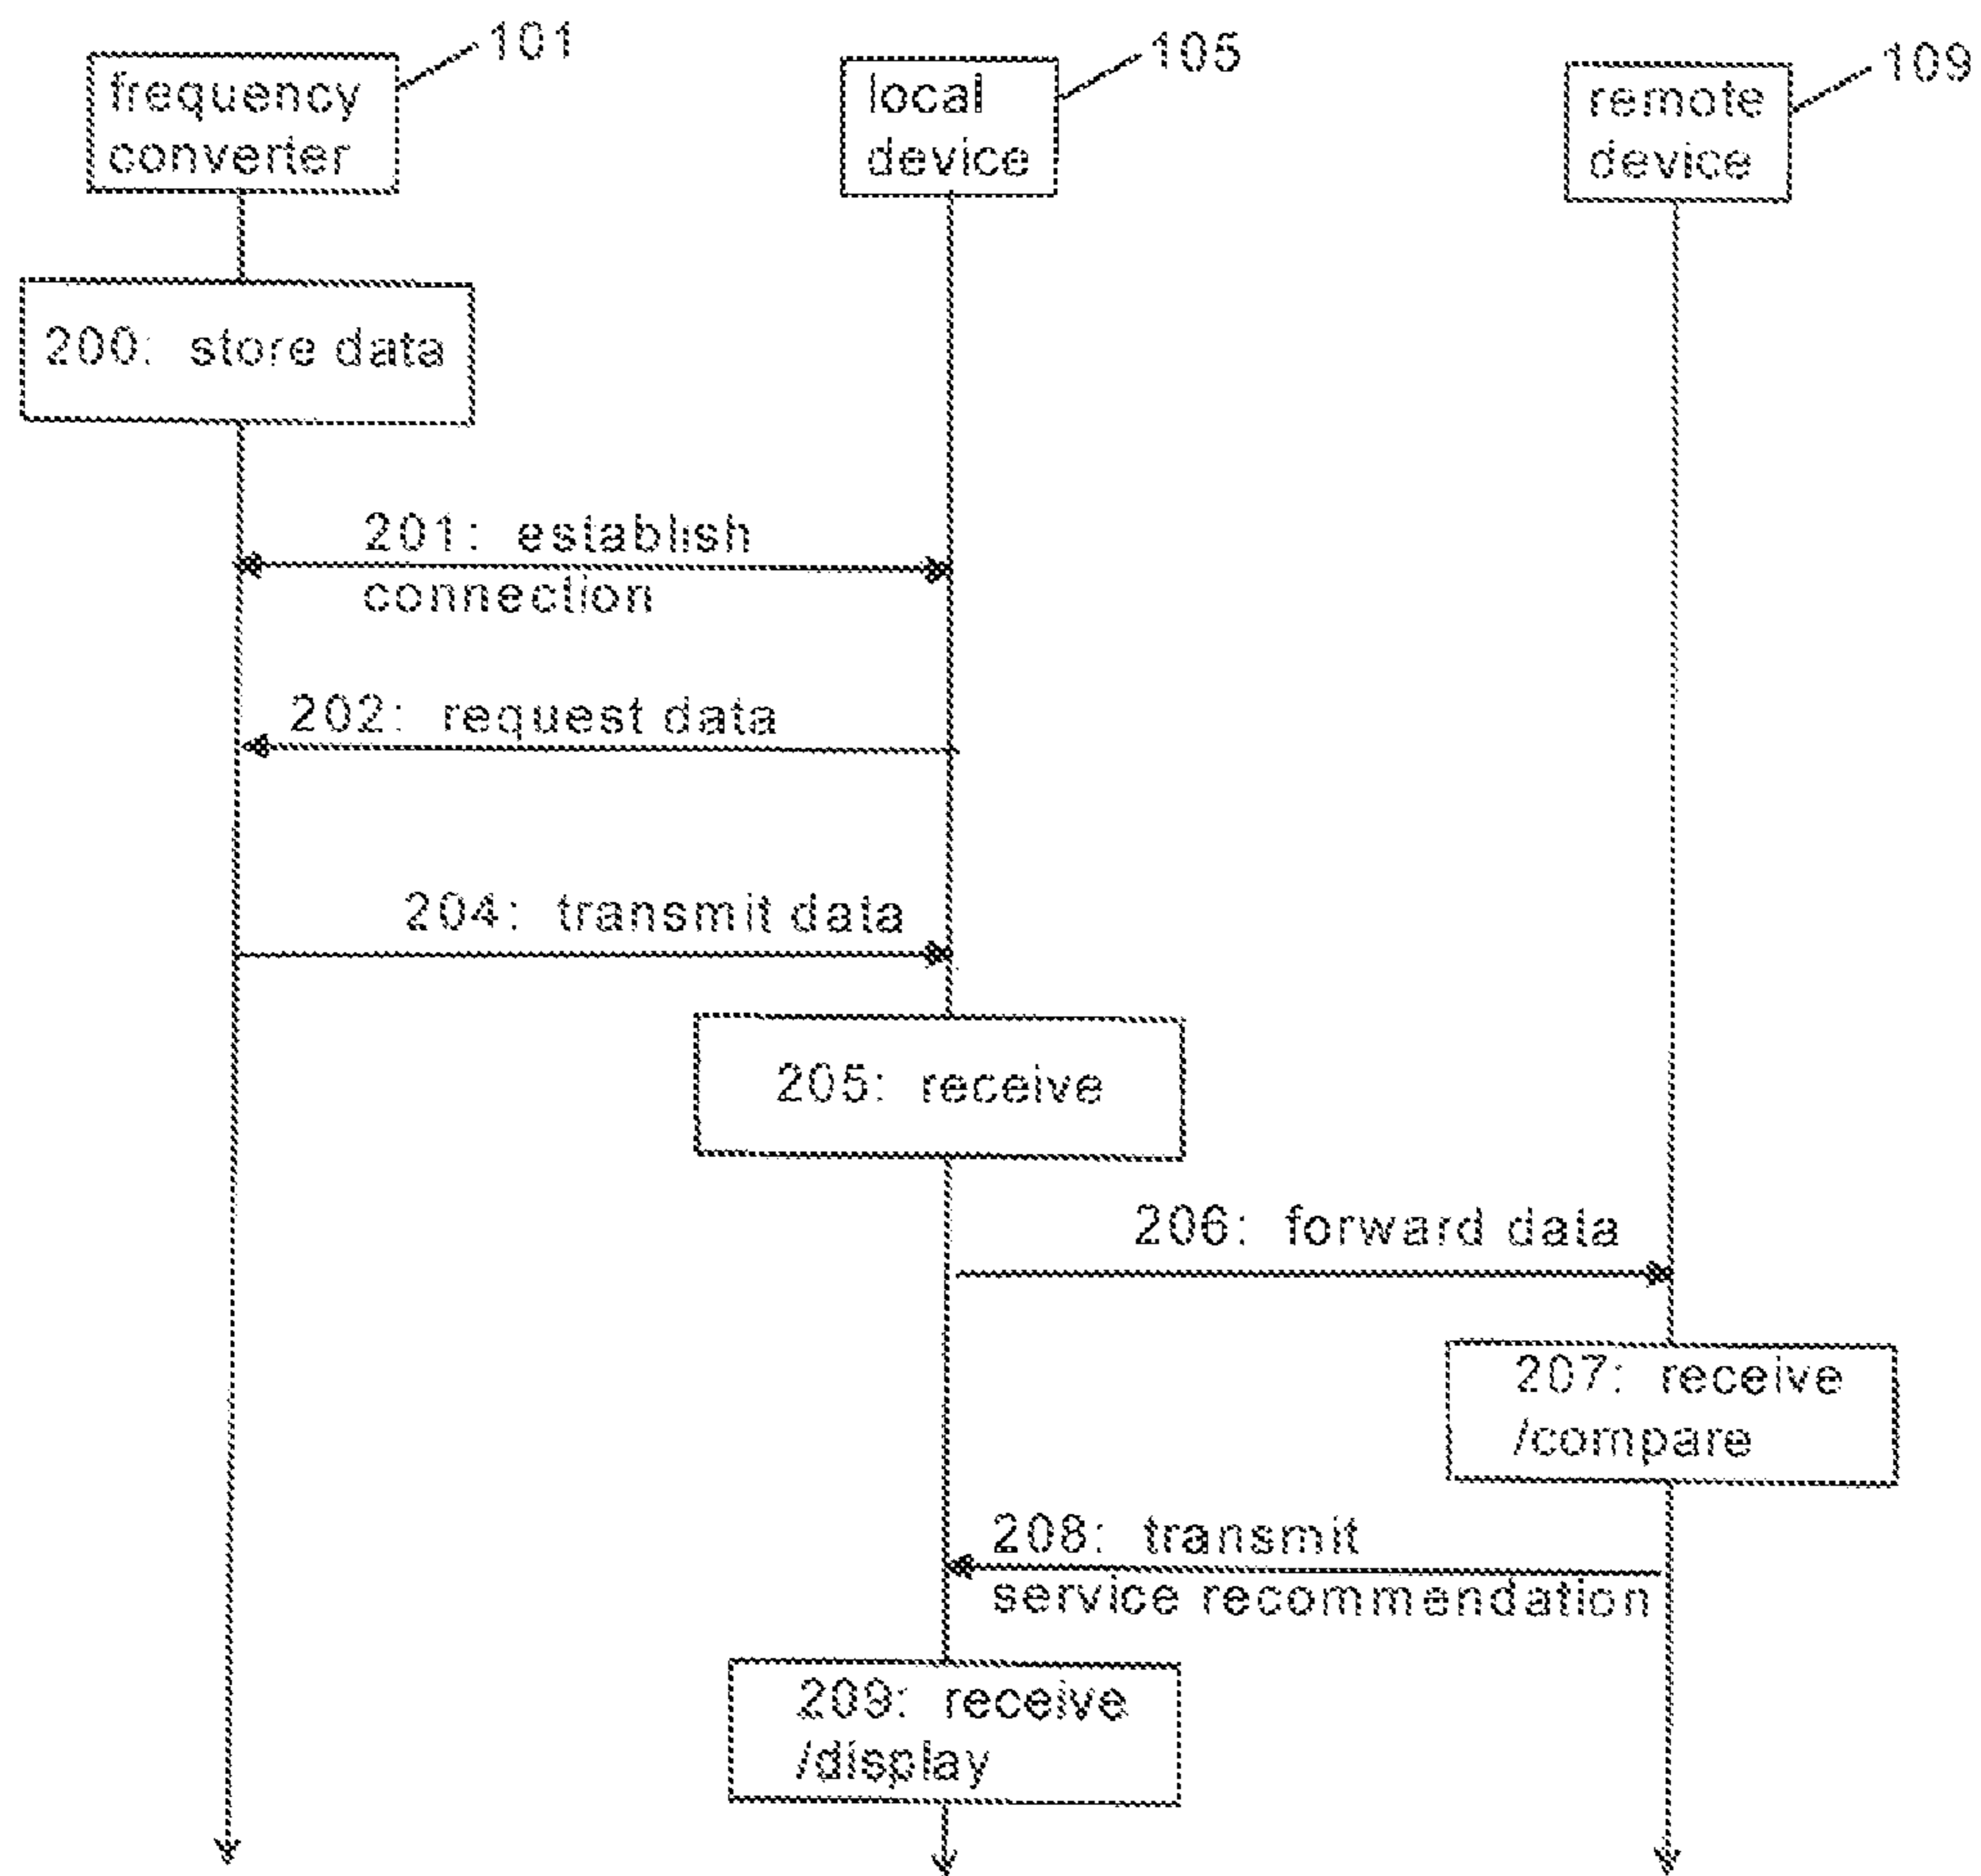 101
105
109
frequency
converter
local
device
remote
device
200: store data
201: establish
connection
202: request data
204: transmit data
205: receive
206: forward data
207: receive
/compare
208: transmit
service recommendation
209: receive
/display